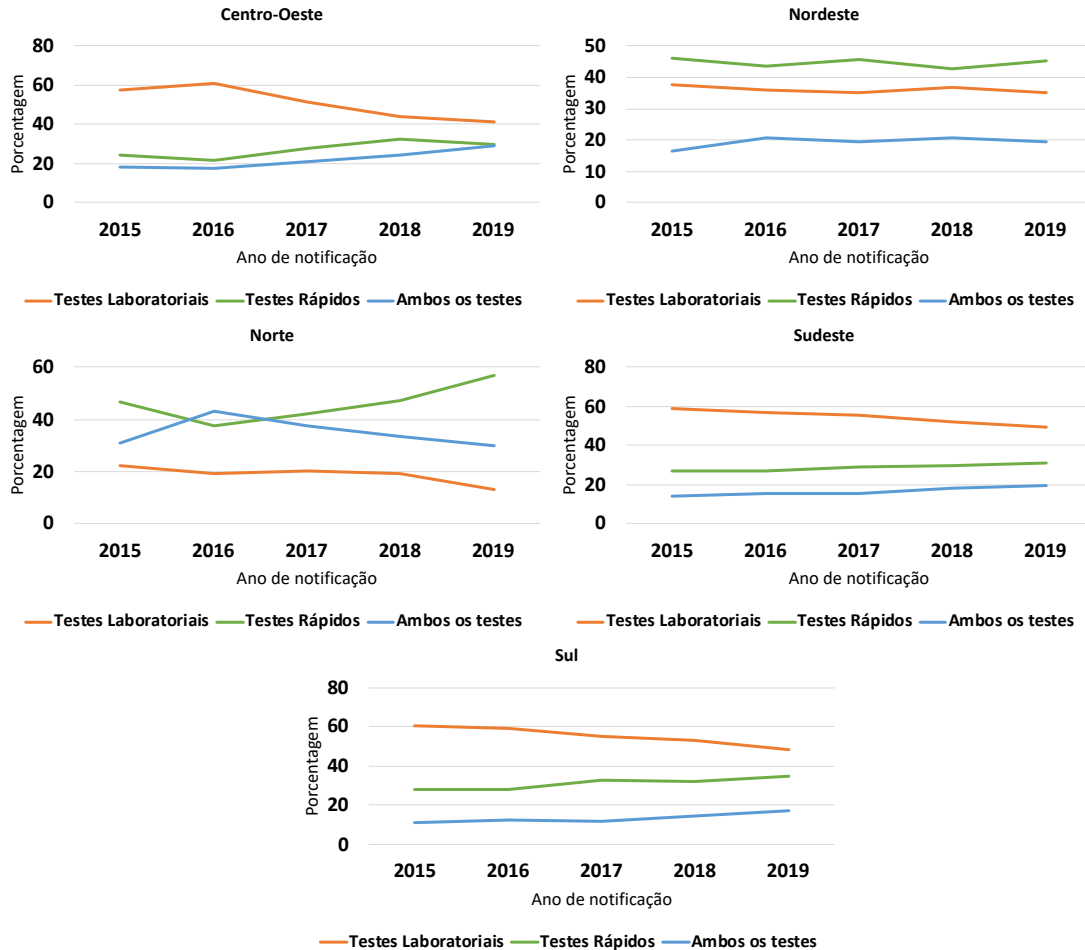 Centro-Oeste
80
60
40
20
0
Porcentagem
2015 2016 2017 2018 2019
Ano de notificação
Testes Laboratoriais Testes Rápidos Ambos os testes
Nordeste
50
40
30
20
10
0
Porcentagem
2015 2016 2017 2018 2019
Ano de notificação
Testes Laboratoriais Testes Rápidos Ambos os testes
Norte
60
40
20
0
Porcentagem
2015 2016 2017 2018 2019
Ano de notificação
Testes Laboratoriais Testes Rápidos Ambos os testes
Sudeste
80
60
40
20
0
Porcentagem
2015 2016 2017 2018 2019
Ano de notificação
Testes Laboratoriais Testes Rápidos Ambos os testes
Sul
80
60
40
20
0
Porcentagem
2015 2016 2017 2018 2019
Ano de notificação
Testes Laboratoriais Testes Rápidos Ambos os testes